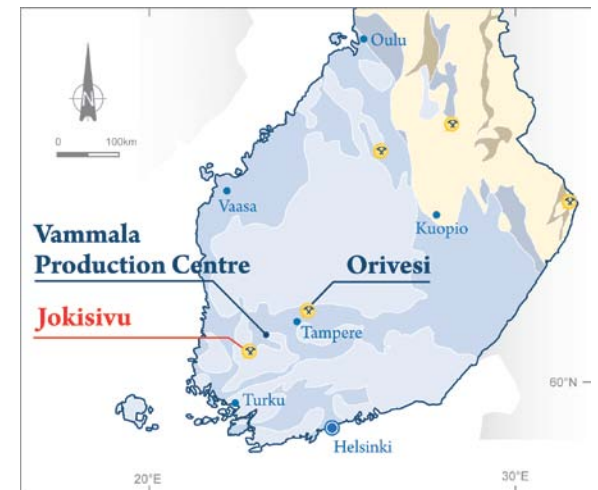 Oulu
N
0 100km
Vaasa
Kuopio
Vammala
Production Centre
Orivesi
Jokisivu
Tampere
60°N
Turku
Helsinki
20°E
30°E